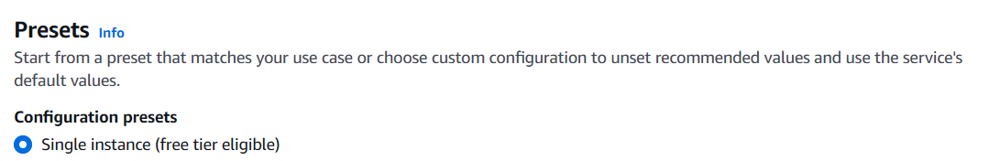 Presets Info
Start from a preset that matches your use case or choose custom configuration to unset recommended values and use the service's
default values.
Configuration presets
Single instance (free tier eligible)